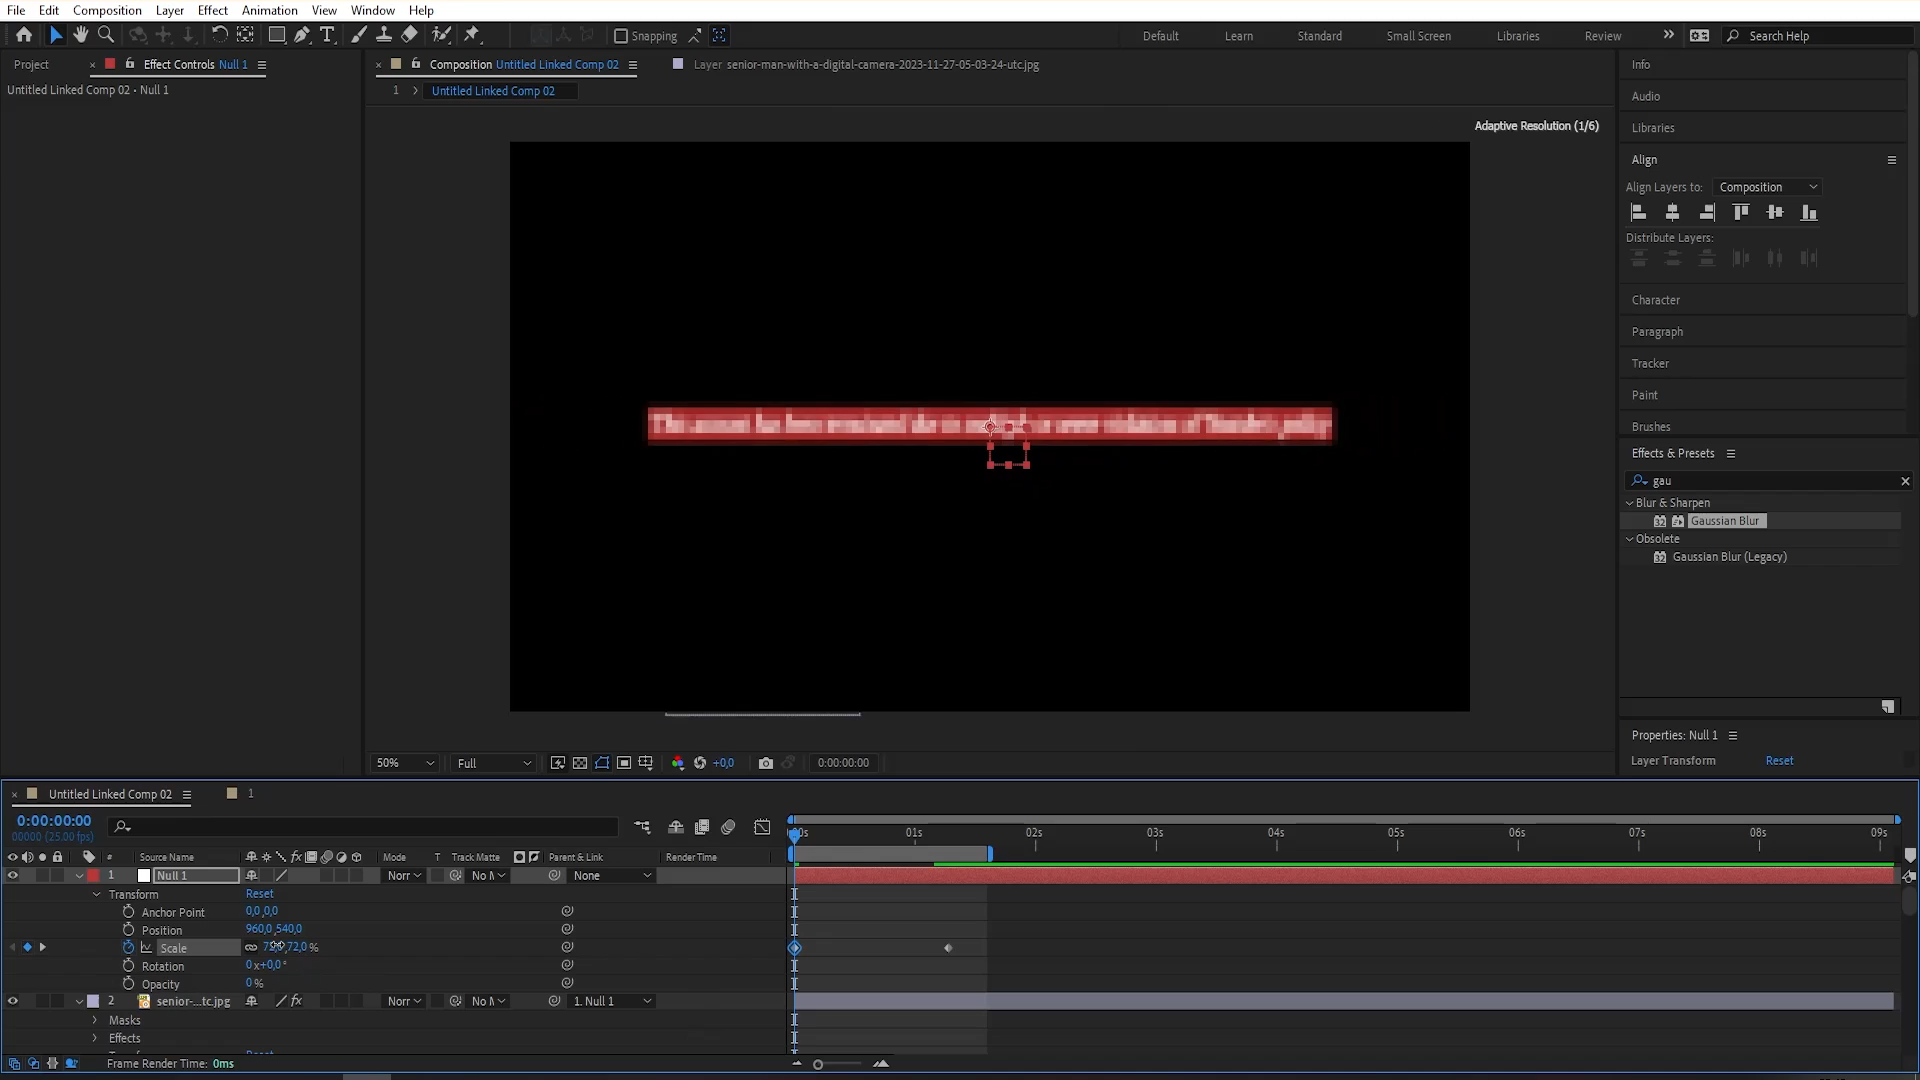 File Edit Composition Layer Effect Animation View Window Help
Snapping
Default Learn Standard Small Screen Libraries Review
Search Help
Project Effect Controls Null 1
Composition Untitled Linked Comp 02
Layer senior-man-with-a-digital-camera-2023-11-27-05-03-24-utc.jpg
Untitled Linked Comp 02 • Null 1
1 Untitled Linked Comp 02
Adaptive Resolution (1/6)
Info
Audio
Libraries
Align
Align Layers to: Composition
Distribute Layers:
Character
Paragraph
Tracker
Paint
Brushes
Effects & Presets
gau
Blur & Sharpen
32 Gaussian Blur
Obsolete
32 Gaussian Blur (Legacy)
Properties: Null 1
Layer Transform Reset
50% Full +0,0 0:00:00:00
Untitled Linked Comp 02 1
0:00:00:00
00000 (25.00 fps)
01s 02s 03s 04s 05s 06s 07s 08s 09s
# Source Name Mode T Track Matte Parent & Link Render Time
1 Null 1 Norr No M None
Transform Reset
Anchor Point 0,0,0,0
Position 960,0,540,0
Scale 72,0 %
Rotation 0x+0,0°
Opacity 0%
2 senior-...tc.jpg fx Norr No M 1. Null 1
Masks
Effects
Frame Render Time: 0ms